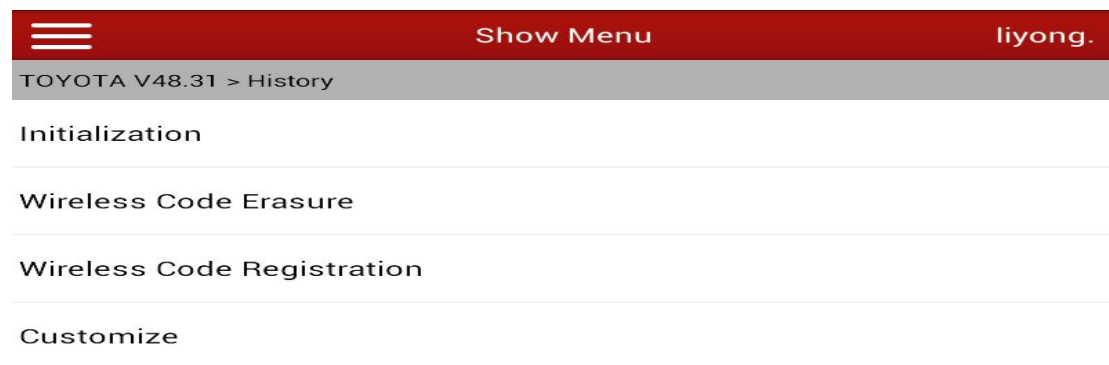 Show Menu liyong.
TOYOTA V48.31 > History
Initialization
Wireless Code Erasure
Wireless Code Registration
Customize